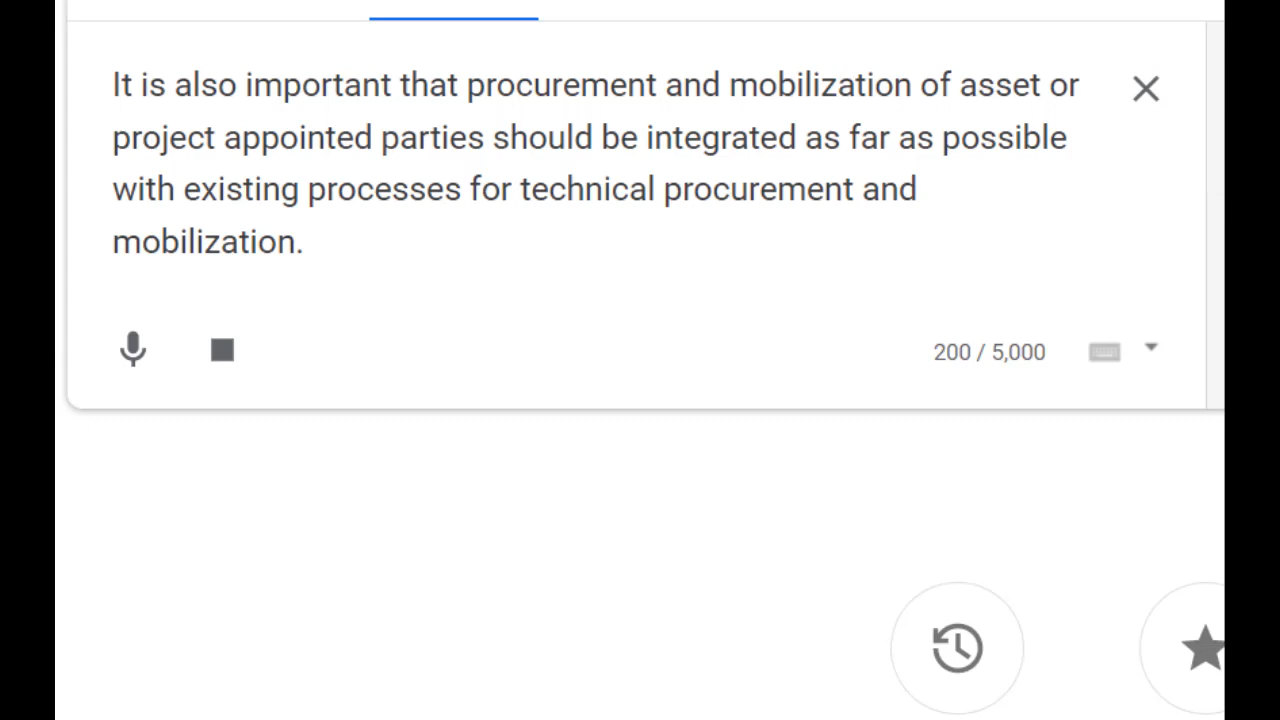 It is also important that procurement and mobilization of asset or
project appointed parties should be integrated as far as possible
with existing processes for technical procurement and
mobilization.
200 / 5,000